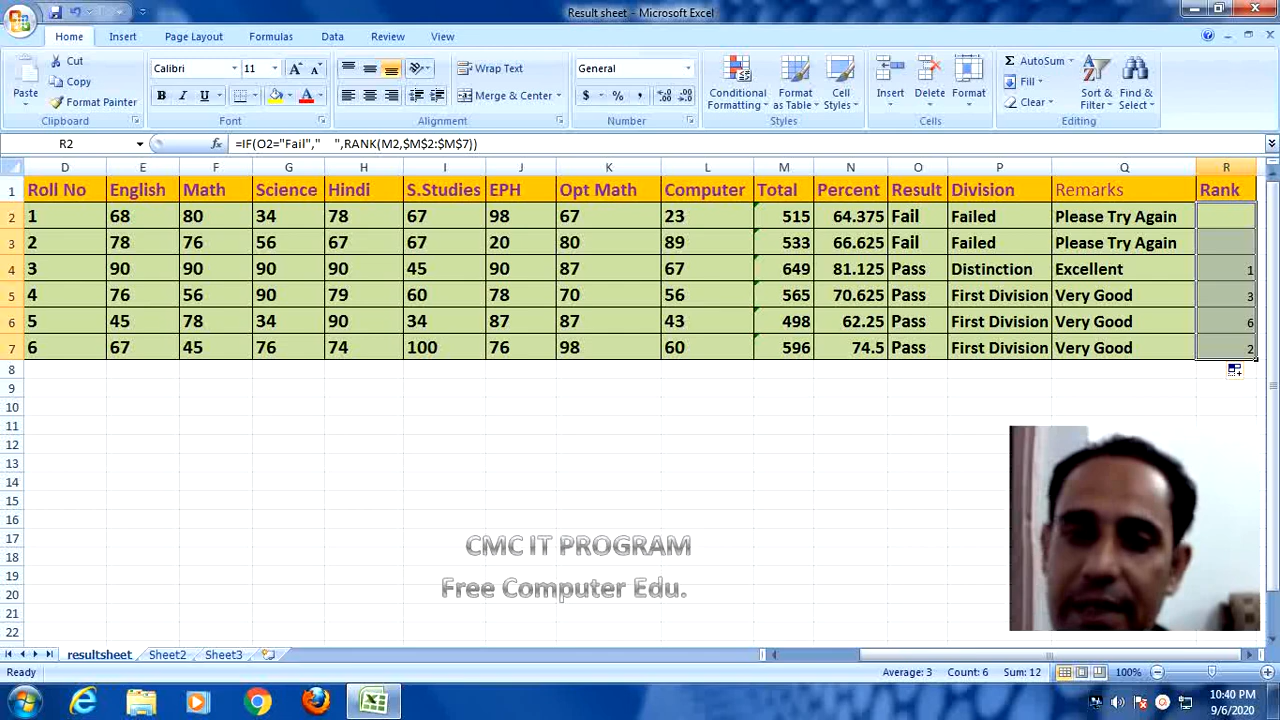 Result sheet - Microsoft Excel
Home Insert Page Layout Formulas Data Review View
Paste Cut Copy Format Painter Clipboard
Calibri 11 B I U A A A Font
Wrap Text Merge & Center Alignment
General $ % , .0 .00 .00 .0 Number
Conditional Formatting Format as Table Cell Styles Styles
Insert Delete Format Cells
Σ AutoSum Fill Clear Sort & Filter Find & Select Editing
R2 fx =IF(O2="Fail"," ",RANK(M2,$M$2:$M$7))
D E F G H I J K L M N O P Q R
1 Roll No English Math Science Hindi S.Studies EPH Opt Math Computer Total Percent Result Division Remarks Rank
2 1 68 80 34 78 67 98 67 23 515 64.375 Fail Failed Please Try Again
3 2 78 76 56 67 67 20 80 89 533 66.625 Fail Failed Please Try Again
4 3 90 90 90 90 45 90 87 67 649 81.125 Pass Distinction Excellent 1
5 4 76 56 90 79 60 78 70 56 565 70.625 Pass First Division Very Good 3
6 5 45 78 34 90 34 87 87 43 498 62.25 Pass First Division Very Good 6
7 6 67 45 76 74 100 76 98 60 596 74.5 Pass First Division Very Good 2
8
9
10
11
12
13
14
15
16
17
18
19
20
21
22
CMC IT PROGRAM
Free Computer Edu.
resultsheet Sheet2 Sheet3
Ready Average: 3 Count: 6 Sum: 12 100%
10:40 PM
9/6/2020